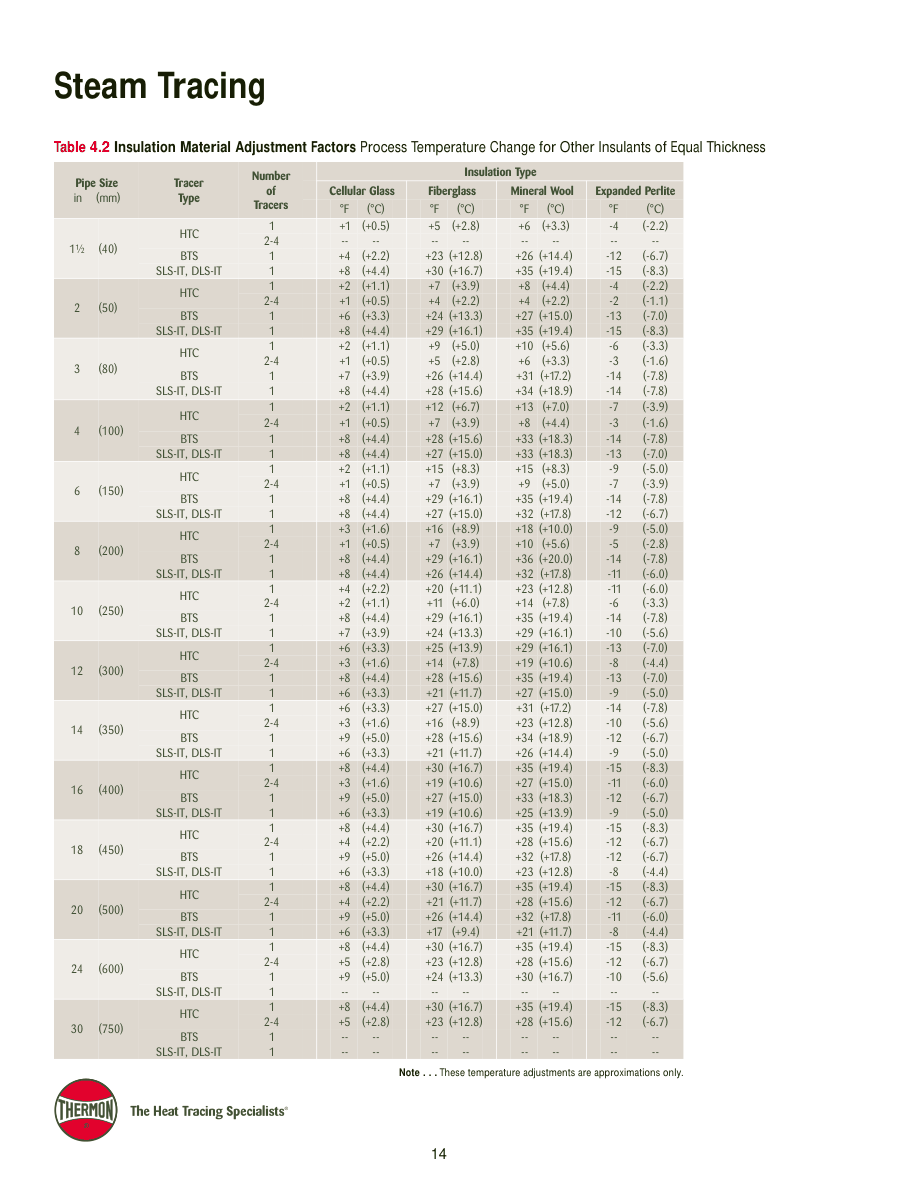 Steam Tracing
Table 4.2 Insulation Material Adjustment Factors Process Temperature Change for Other Insulants of Equal Thickness
Pipe Size in (mm) Tracer Type Number of Tracers Insulation Type
Cellular Glass Fiberglass Mineral Wool Expanded Perlite
°F (°C) °F (°C) °F (°C) °F (°C)
1½ (40) HTC 1 +1 (+0.5) +5 (+2.8) +6 (+3.3) -4 (-2.2)
2-4 -- -- -- -- -- -- -- --
BTS 1 +4 (+2.2) +23 (+12.8) +26 (+14.4) -12 (-6.7)
SLS-IT, DLS-IT 1 +8 (+4.4) +30 (+16.7) +35 (+19.4) -15 (-8.3)
2 (50) HTC 1 +2 (+1.1) +7 (+3.9) +8 (+4.4) -4 (-2.2)
2-4 +1 (+0.5) +4 (+2.2) +4 (+2.2) -2 (-1.1)
BTS 1 +6 (+3.3) +24 (+13.3) +27 (+15.0) -13 (-7.0)
SLS-IT, DLS-IT 1 +8 (+4.4) +29 (+16.1) +35 (+19.4) -15 (-8.3)
3 (80) HTC 1 +2 (+1.1) +9 (+5.0) +10 (+5.6) -6 (-3.3)
2-4 +1 (+0.5) +5 (+2.8) +6 (+3.3) -3 (-1.6)
BTS 1 +7 (+3.9) +26 (+14.4) +31 (+17.2) -14 (-7.8)
SLS-IT, DLS-IT 1 +8 (+4.4) +28 (+15.6) +34 (+18.9) -14 (-7.8)
4 (100) HTC 1 +2 (+1.1) +12 (+6.7) +13 (+7.0) -7 (-3.9)
2-4 +1 (+0.5) +7 (+3.9) +8 (+4.4) -3 (-1.6)
BTS 1 +8 (+4.4) +28 (+15.6) +33 (+18.3) -14 (-7.8)
SLS-IT, DLS-IT 1 +8 (+4.4) +27 (+15.0) +33 (+18.3) -13 (-7.0)
6 (150) HTC 1 +2 (+1.1) +15 (+8.3) +15 (+8.3) -9 (-5.0)
2-4 +1 (+0.5) +7 (+3.9) +9 (+5.0) -7 (-3.9)
BTS 1 +8 (+4.4) +29 (+16.1) +35 (+19.4) -14 (-7.8)
SLS-IT, DLS-IT 1 +8 (+4.4) +27 (+15.0) +32 (+17.8) -12 (-6.7)
8 (200) HTC 1 +3 (+1.6) +16 (+8.9) +18 (+10.0) -9 (-5.0)
2-4 +1 (+0.5) +7 (+3.9) +10 (+5.6) -5 (-2.8)
BTS 1 +8 (+4.4) +29 (+16.1) +36 (+20.0) -14 (-7.8)
SLS-IT, DLS-IT 1 +8 (+4.4) +26 (+14.4) +32 (+17.8) -11 (-6.0)
10 (250) HTC 1 +4 (+2.2) +20 (+11.1) +23 (+12.8) -11 (-6.0)
2-4 +2 (+1.1) +11 (+6.0) +14 (+7.8) -6 (-3.3)
BTS 1 +8 (+4.4) +29 (+16.1) +35 (+19.4) -14 (-7.8)
SLS-IT, DLS-IT 1 +7 (+3.9) +24 (+13.3) +29 (+16.1) -10 (-5.6)
12 (300) HTC 1 +6 (+3.3) +25 (+13.9) +29 (+16.1) -13 (-7.0)
2-4 +3 (+1.6) +14 (+7.8) +19 (+10.6) -8 (-4.4)
BTS 1 +8 (+4.4) +28 (+15.6) +35 (+19.4) -13 (-7.0)
SLS-IT, DLS-IT 1 +6 (+3.3) +21 (+11.7) +27 (+15.0) -9 (-5.0)
14 (350) HTC 1 +6 (+3.3) +27 (+15.0) +31 (+17.2) -14 (-7.8)
2-4 +3 (+1.6) +16 (+8.9) +23 (+12.8) -10 (-5.6)
BTS 1 +9 (+5.0) +28 (+15.6) +34 (+18.9) -12 (-6.7)
SLS-IT, DLS-IT 1 +6 (+3.3) +21 (+11.7) +26 (+14.4) -9 (-5.0)
16 (400) HTC 1 +8 (+4.4) +30 (+16.7) +35 (+19.4) -15 (-8.3)
2-4 +3 (+1.6) +19 (+10.6) +27 (+15.0) -11 (-6.0)
BTS 1 +9 (+5.0) +27 (+15.0) +33 (+18.3) -12 (-6.7)
SLS-IT, DLS-IT 1 +6 (+3.3) +19 (+10.6) +25 (+13.9) -9 (-5.0)
18 (450) HTC 1 +8 (+4.4) +30 (+16.7) +35 (+19.4) -15 (-8.3)
2-4 +4 (+2.2) +20 (+11.1) +28 (+15.6) -12 (-6.7)
BTS 1 +9 (+5.0) +26 (+14.4) +32 (+17.8) -12 (-6.7)
SLS-IT, DLS-IT 1 +6 (+3.3) +18 (+10.0) +23 (+12.8) -8 (-4.4)
20 (500) HTC 1 +8 (+4.4) +30 (+16.7) +35 (+19.4) -15 (-8.3)
2-4 +4 (+2.2) +21 (+11.7) +28 (+15.6) -12 (-6.7)
BTS 1 +9 (+5.0) +26 (+14.4) +32 (+17.8) -11 (-6.0)
SLS-IT, DLS-IT 1 +6 (+3.3) +17 (+9.4) +21 (+11.7) -8 (-4.4)
24 (600) HTC 1 +8 (+4.4) +30 (+16.7) +35 (+19.4) -15 (-8.3)
2-4 +5 (+2.8) +23 (+12.8) +28 (+15.6) -12 (-6.7)
BTS 1 +9 (+5.0) +24 (+13.3) +30 (+16.7) -10 (-5.6)
SLS-IT, DLS-IT 1 -- -- -- -- -- -- -- --
30 (750) HTC 1 +8 (+4.4) +30 (+16.7) +35 (+19.4) -15 (-8.3)
2-4 +5 (+2.8) +23 (+12.8) +28 (+15.6) -12 (-6.7)
BTS 1 -- -- -- -- -- -- -- --
SLS-IT, DLS-IT 1 -- -- -- -- -- -- -- --
Note . . . These temperature adjustments are approximations only.
THERMON ®
The Heat Tracing Specialists®
14